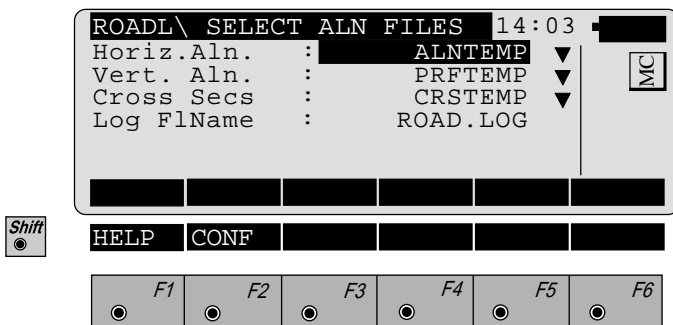 ROADL\ SELECT ALN FILES 14:03
Horiz.Aln. : ALNTEMP
Vert. Aln. : PRFTEMP
Cross Secs : CRSTEMP
Log FlName : ROAD.LOG
MC
Shift
HELP CONF
F1 F2 F3 F4 F5 F6